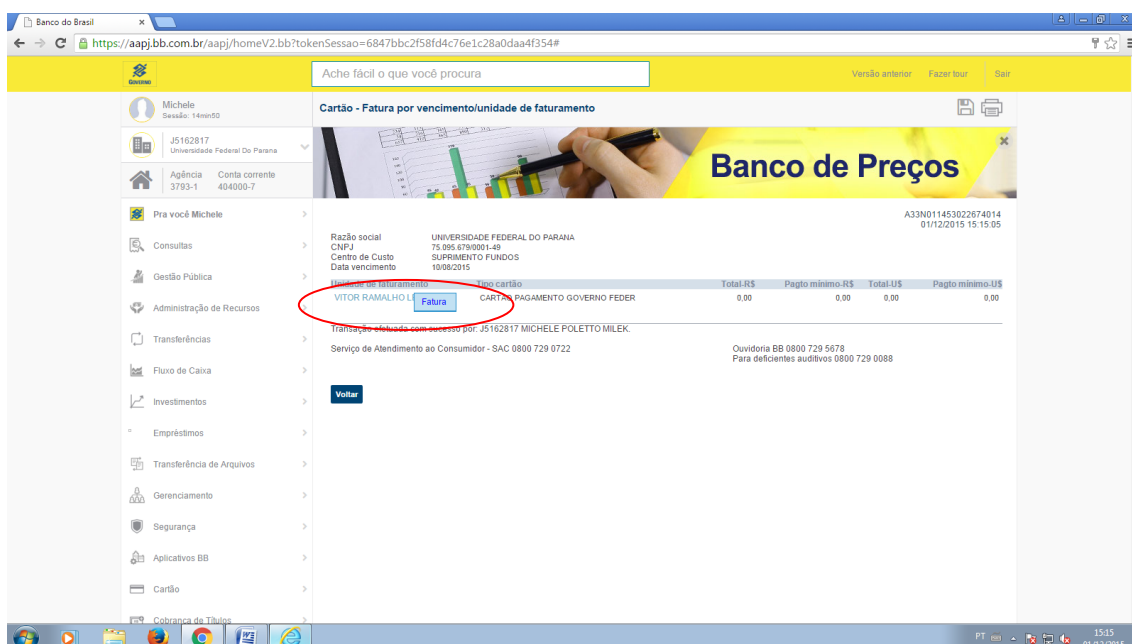 Banco do Brasil
https://aapj.bb.com.br/aapj/homeV2.bb?tokenSessao=6847bbc2f58fd4c76e1c28a0daa4f354#
GOVERNO
Ache fácil o que você procura
Versão anterior Fazer tour Sair
Michele
Sessão: 14min50
Cartão - Fatura por vencimento/unidade de faturamento
J5162817
Universidade Federal Do Parana
Agência Conta corrente
3793-1 404000-7
Banco de Preços
Pra você Michele
Consultas
Gestão Pública
Administração de Recursos
Transferências
Fluxo de Caixa
Investimentos
Empréstimos
Transferência de Arquivos
Gerenciamento
Segurança
Aplicativos BB
Cartão
Cobrança de Títulos
A33N011453022674014
01/12/2015 15:15:05
Razão social UNIVERSIDADE FEDERAL DO PARANA
CNPJ 75.095.679/0001-49
Centro de Custo SUPRIMENTO FUNDOS
Data vencimento 10/08/2015
Unidade de faturamento Tipo cartão Total-R$ Pagto mínimo-R$ Total-U$ Pagto mínimo-U$
VITOR RAMALHO Fatura CARTAO PAGAMENTO GOVERNO FEDER 0,00 0,00 0,00 0,00
Transação efetuada com sucesso por: J5162817 MICHELE POLETTO MILEK.
Serviço de Atendimento ao Consumidor - SAC 0800 729 0722
Ouvidoria BB 0800 729 5678
Para deficientes auditivos 0800 729 0088
Voltar
PT 15:15
01/12/2015